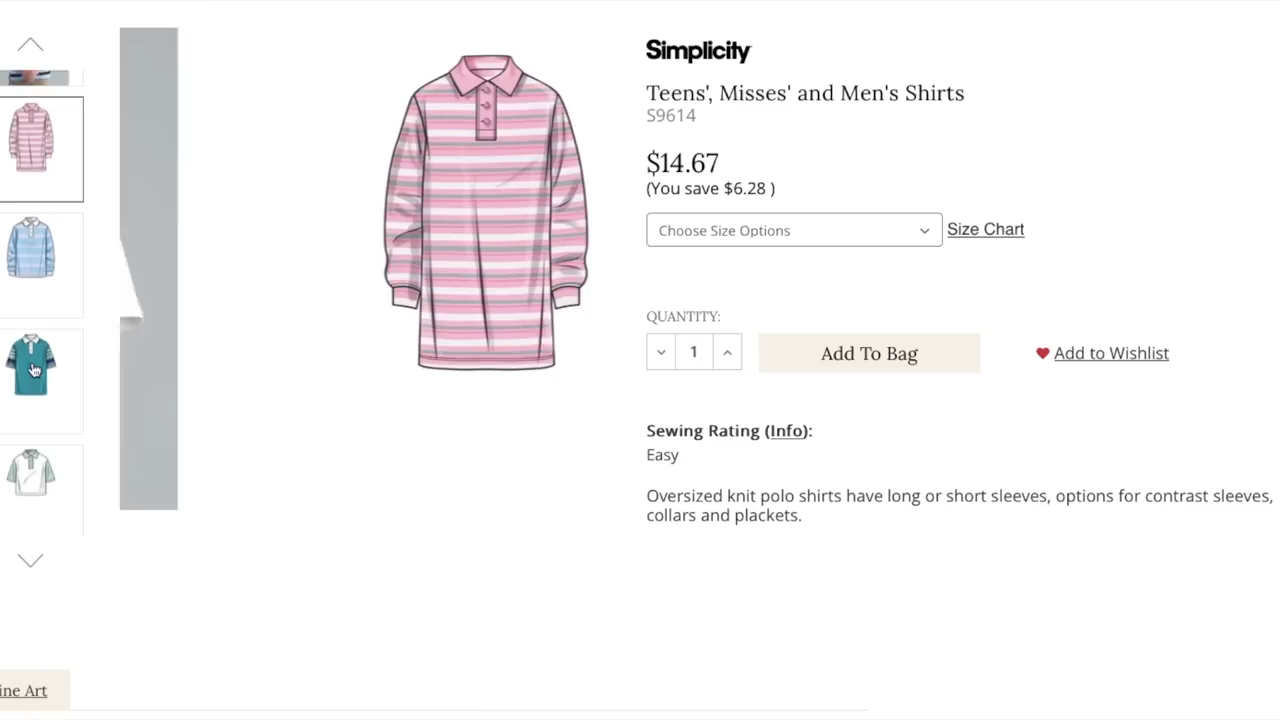 Simplicity
Teens', Misses' and Men's Shirts
S9614
$14.67
(You save $6.28 )
Choose Size Options
Size Chart
QUANTITY:
1
Add To Bag
Add to Wishlist
Sewing Rating (Info):
Easy
Oversized knit polo shirts have long or short sleeves, options for contrast sleeves,
collars and plackets.
ine Art